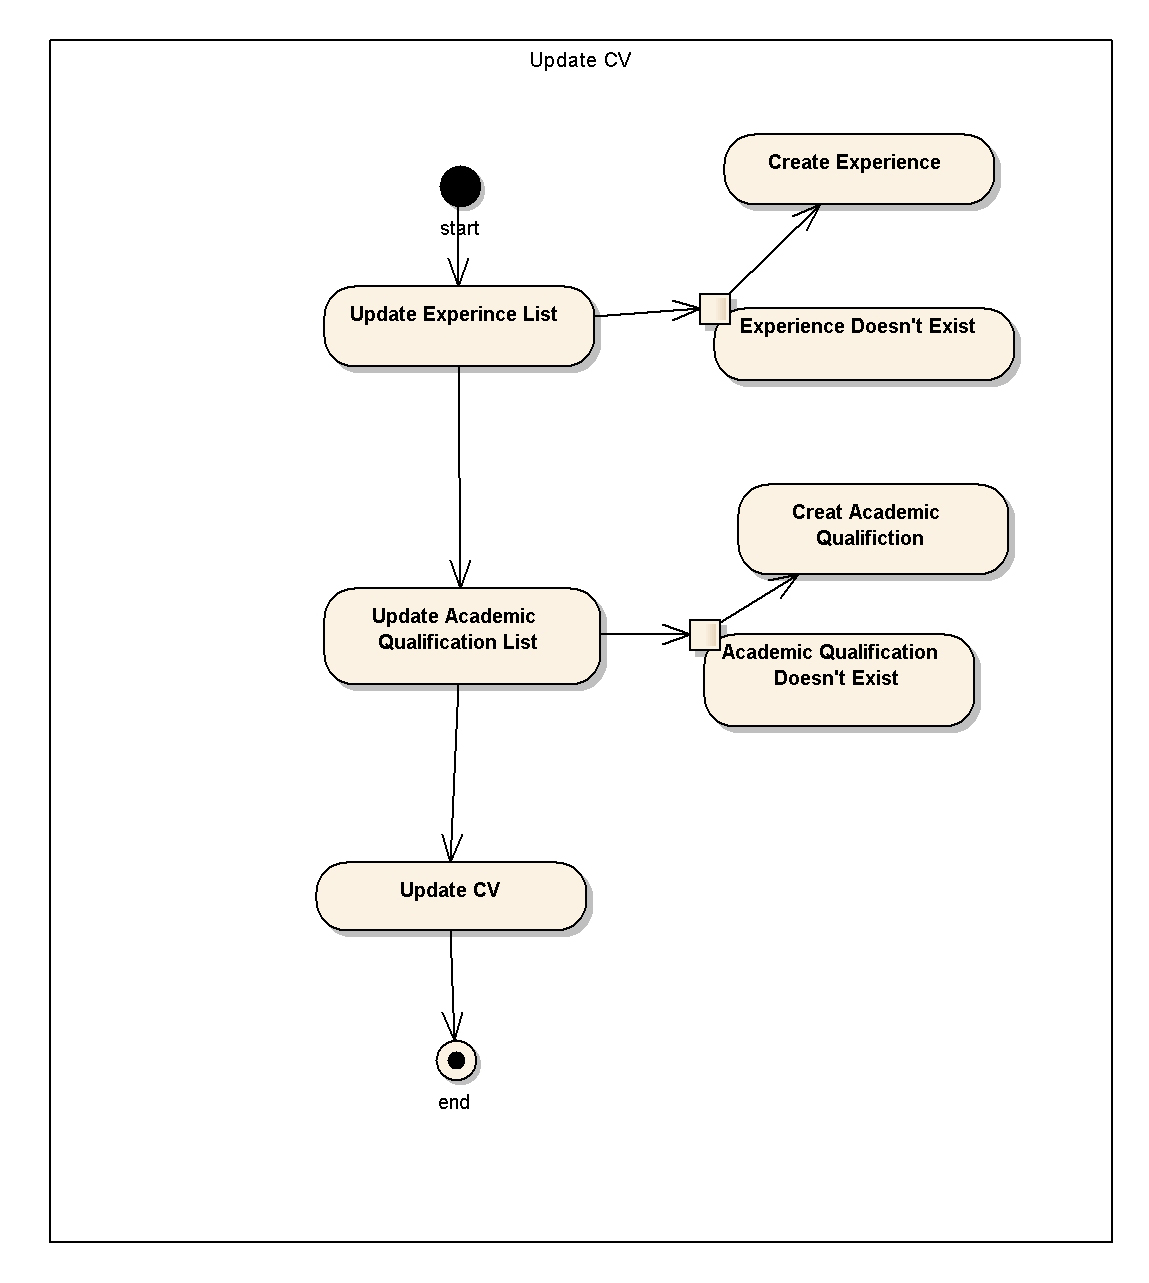 Update CV
Create Experience
start
Update Experince List
Experience Doesn't Exist
Creat Academic
Qualifiction
Update Academic
Qualification List
Academic Qualification
Doesn't Exist
Update CV
end